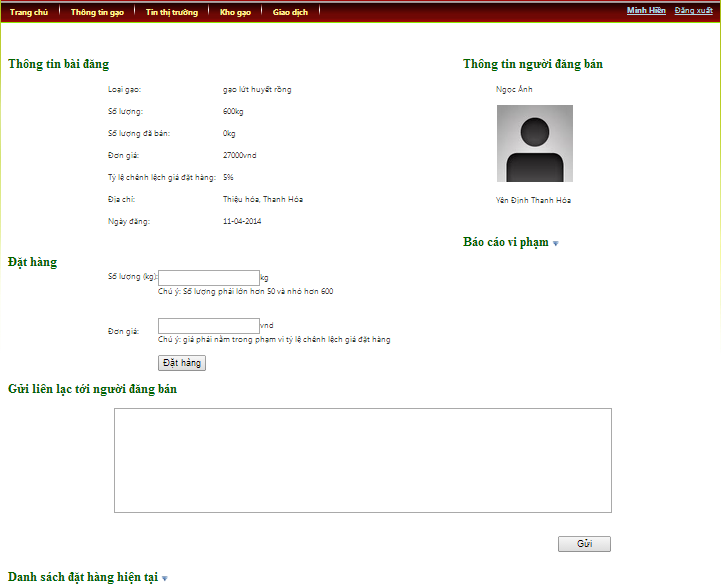 Trang chủ Thông tin gạo Tin thị trường Kho gạo Giao dịch Minh Hiền Đăng xuất
Thông tin bài đăng
Loại gạo: gạo lứt huyết rồng
Số lượng: 600kg
Số lượng đã bán: 0kg
Đơn giá: 27000vnd
Tỷ lệ chênh lệch giá đặt hàng: 5%
Địa chỉ: Thiệu hóa, Thanh Hóa
Ngày đăng: 11-04-2014
Thông tin người đăng bán
Ngọc Ánh
Yên Định Thanh Hóa
Báo cáo vi phạm
Đặt hàng
Số lượng (kg): kg
Chú ý: Số lượng phải lớn hơn 50 và nhỏ hơn 600
Đơn giá: vnd
Chú ý: giá phải nằm trong phạm vi tỷ lệ chênh lệch giá đặt hàng
Đặt hàng
Gửi liên lạc tới người đăng bán
Gửi
Danh sách đặt hàng hiện tại